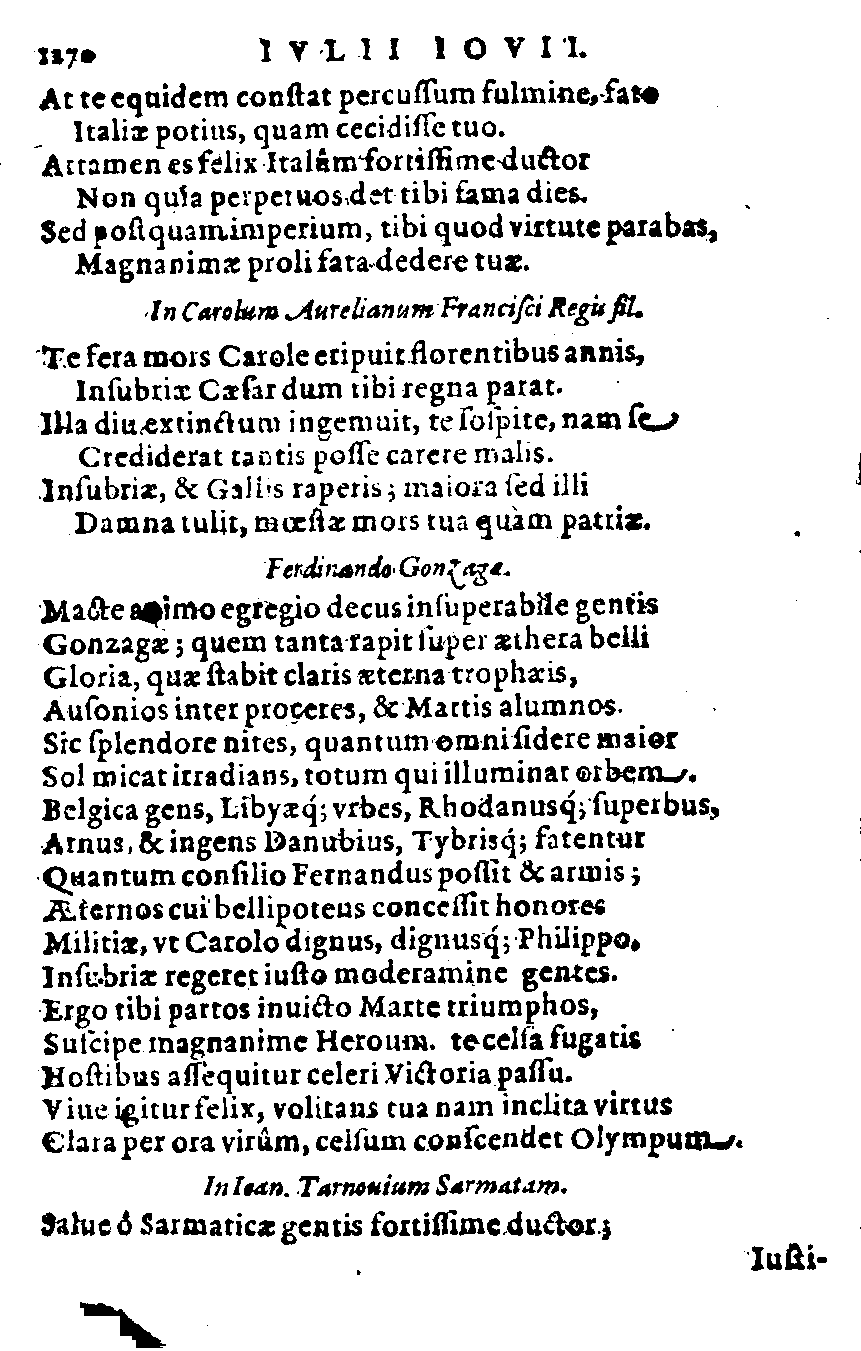 1270 IVLII IOVII.
At te equidem conſtat percuſſum fulmine, fato
Italiæ potius, quam cecidiſſe tuo.
Attamen es félix Italûm fortiſſime ductor
Non quia perpetuos det tibi fama dies.
Sed poſtquam imperium, tibi quod virtute parabas,
Magnanimæ proli fata dedere tuæ.
In Carolum Aurelianum Franciſci Regis fil.
Te fera mors Carole eripuit florentibus annis,
Inſubriæ Cæſar dum tibi regna parat.
Illa diu extinctum ingemuit, te ſoſpite, nam ſe
Crediderat tantis poſſe carere malis.
Inſubriæ, & Gallis raperis; maiora ſed illi
Damna tulit, mœſtæ mors tua quàm patriæ.
Ferdinando Gonzagæ.
Macte animo egregio decus inſuperabile gentis
Gonzagæ; quem tanta rapit ſuper æthera belli
Gloria, quæ ſtabit claris æterna trophæis,
Auſonios inter proceres, & Martis alumnos.
Sic ſplendore nites, quantum omni ſidere maior
Sol micat irradians, totum qui illuminat orbem.
Belgica gens, Libyæq́; vrbes, Rhodanusq́; ſuperbus,
Arnus, & ingens Danubius, Tybrisq́; fatentur
Quantum conſilio Fernandus poſſit & armis;
Æternos cui bellipotens conceſſit honores
Militiæ, vt Carolo dignus, dignusq́; Philippo,
Inſubriæ regeret iuſto moderamine gentes.
Ergo tibi partos inuicto Marte triumphos,
Suſcipe magnanime Heroum. te celſa fugatis
Hoſtibus aſſequitur celeri Victoria paſſu.
Viue igitur felix, volitans tua nam inclita virtus
Clara per ora virûm, celſum conſcendet Olympum.
In Ioan. Tarnouium Sarmatam.
Salue ô Sarmaticæ gentis fortiſſime ductor;
Iuſti-